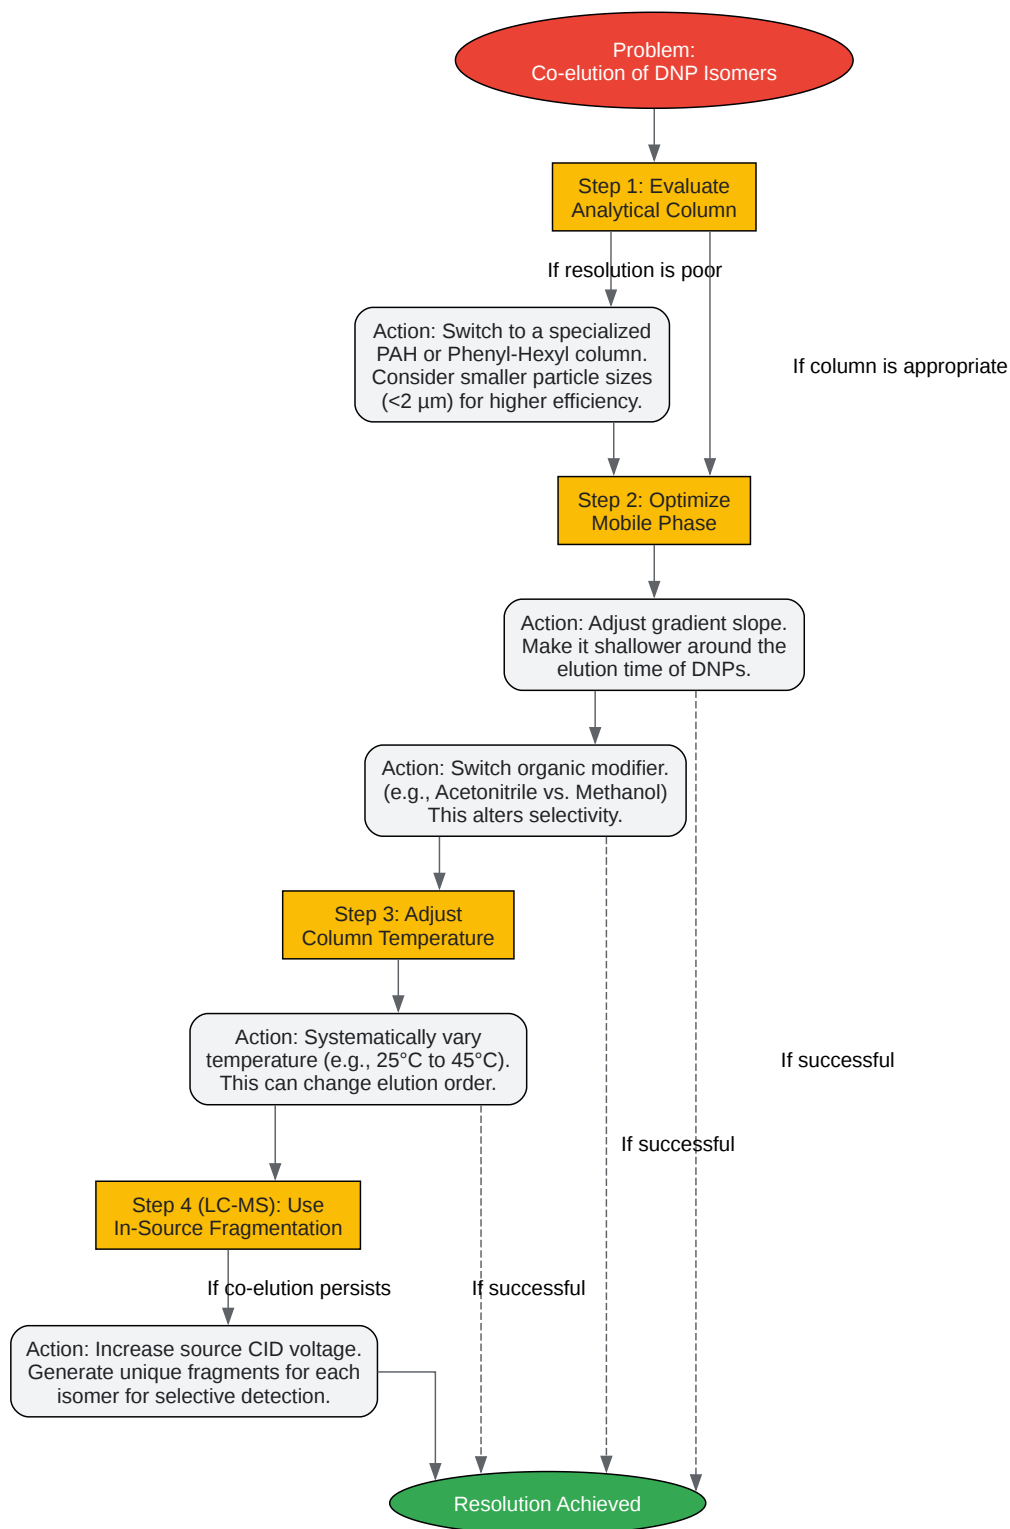 Problem:
Co-elution of DNP Isomers
Step 1: Evaluate
Analytical Column
If resolution is poor
Action: Switch to a specialized
PAH or Phenyl-Hexyl column.
Consider smaller particle sizes
(<2 µm) for higher efficiency.
If column is appropriate
Step 2: Optimize
Mobile Phase
Action: Adjust gradient slope.
Make it shallower around the
elution time of DNPs.
Action: Switch organic modifier.
(e.g., Acetonitrile vs. Methanol)
This alters selectivity.
Step 3: Adjust
Column Temperature
Action: Systematically vary
temperature (e.g., 25°C to 45°C).
This can change elution order.
If successful
If successful
Step 4 (LC-MS): Use
In-Source Fragmentation
If co-elution persists
If successful
Action: Increase source CID voltage.
Generate unique fragments for each
isomer for selective detection.
Resolution Achieved